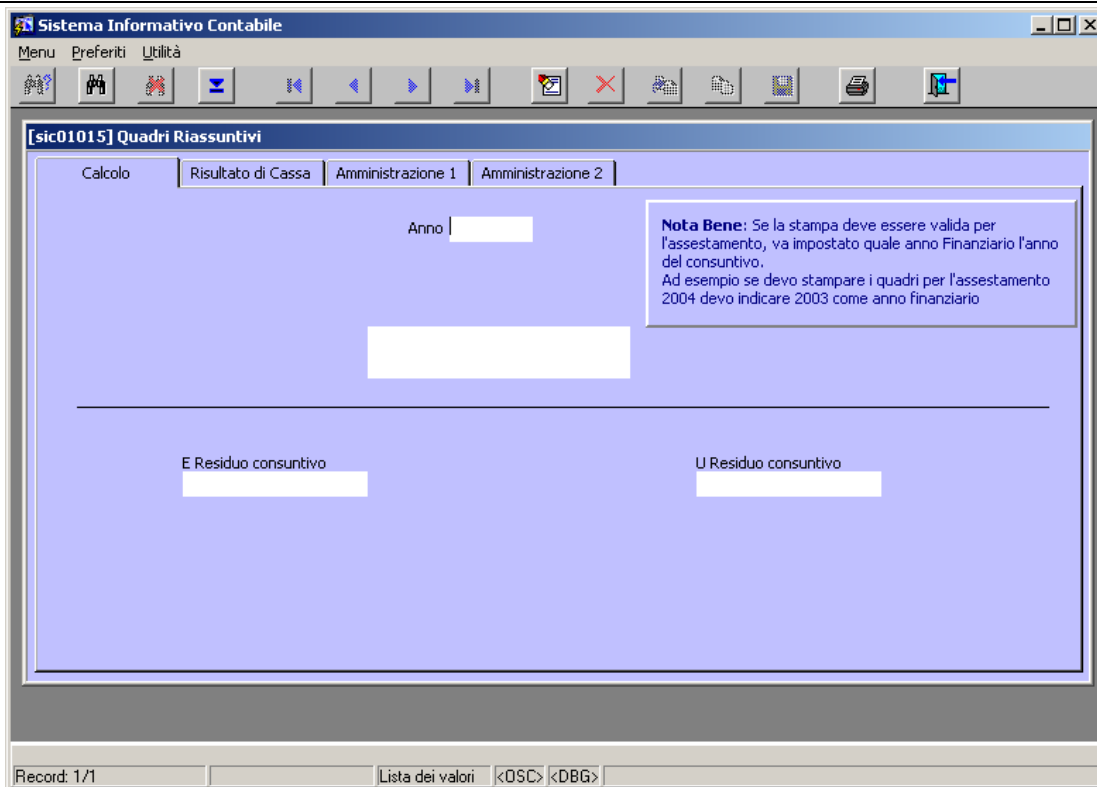 Sistema Informativo Contabile
Menu Preferiti Utilità
[sic01015] Quadri Riassuntivi
Calcolo Risultato di Cassa Amministrazione 1 Amministrazione 2
Anno
Nota Bene: Se la stampa deve essere valida per
l'assestamento, va impostato quale anno Finanziario l'anno
del consuntivo.
Ad esempio se devo stampare i quadri per l'assestamento
2004 devo indicare 2003 come anno finanziario
E Residuo consuntivo U Residuo consuntivo
Record: 1/1 Lista dei valori <OSC> <DBG>